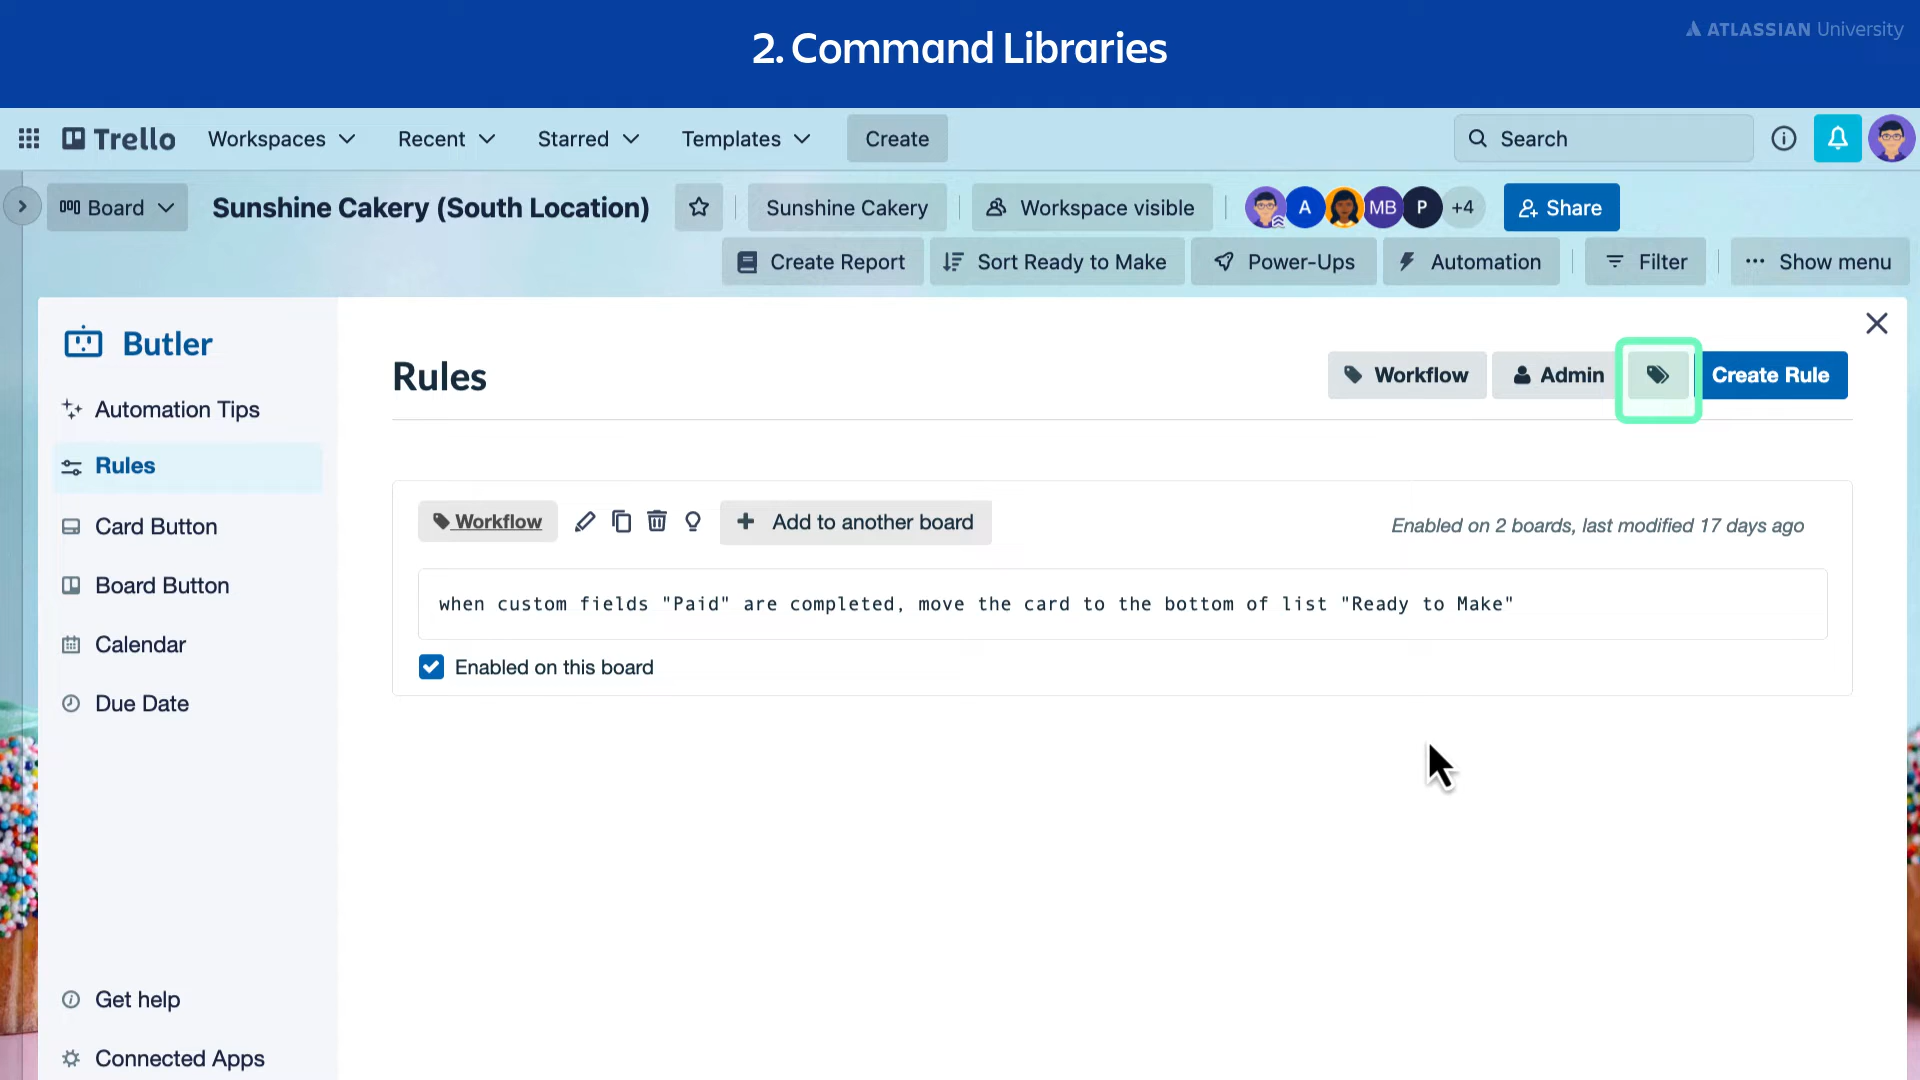 2. Command Libraries
ATLASSIAN University
Trello Workspaces Recent Starred Templates Create Search
Board Sunshine Cakery (South Location) Sunshine Cakery Workspace visible A MB P +4 Share
Create Report Sort Ready to Make Power-Ups Automation Filter Show menu
Butler
Automation Tips
Rules
Card Button
Board Button
Calendar
Due Date
Get help
Connected Apps
Rules Workflow Admin Create Rule
Workflow Add to another board Enabled on 2 boards, last modified 17 days ago
when custom fields "Paid" are completed, move the card to the bottom of list "Ready to Make"
Enabled on this board